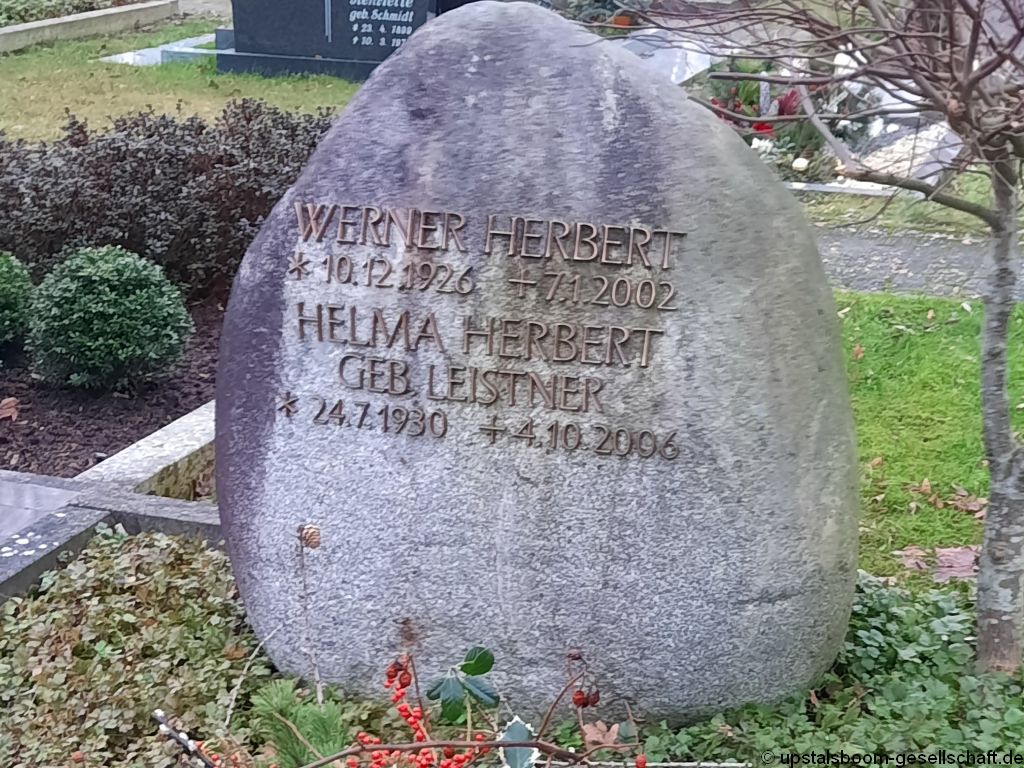 geb. Schmidt
WERNER HERBERT
* 10.12.1926 + 7.1.2002
HELMA HERBERT
GEB. LEISTNER
* 24.7.1930 + 4.10.2006
© upstalsboom-gesellschaft.de